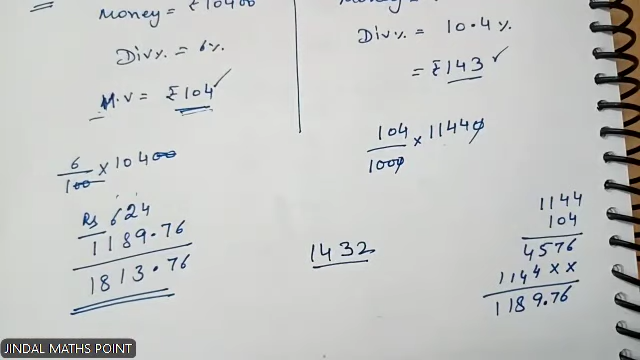 Money = ₹10400
Div% = 6%
M.V = ₹104 ✓
6/100 × 10400
Rs 624
1189.76
1813.76
Div% = 10.4%
= ₹143 ✓
104/1000 × 11440
1432
1144
104
4576
1144××
1189.76
JINDAL MATHS POINT